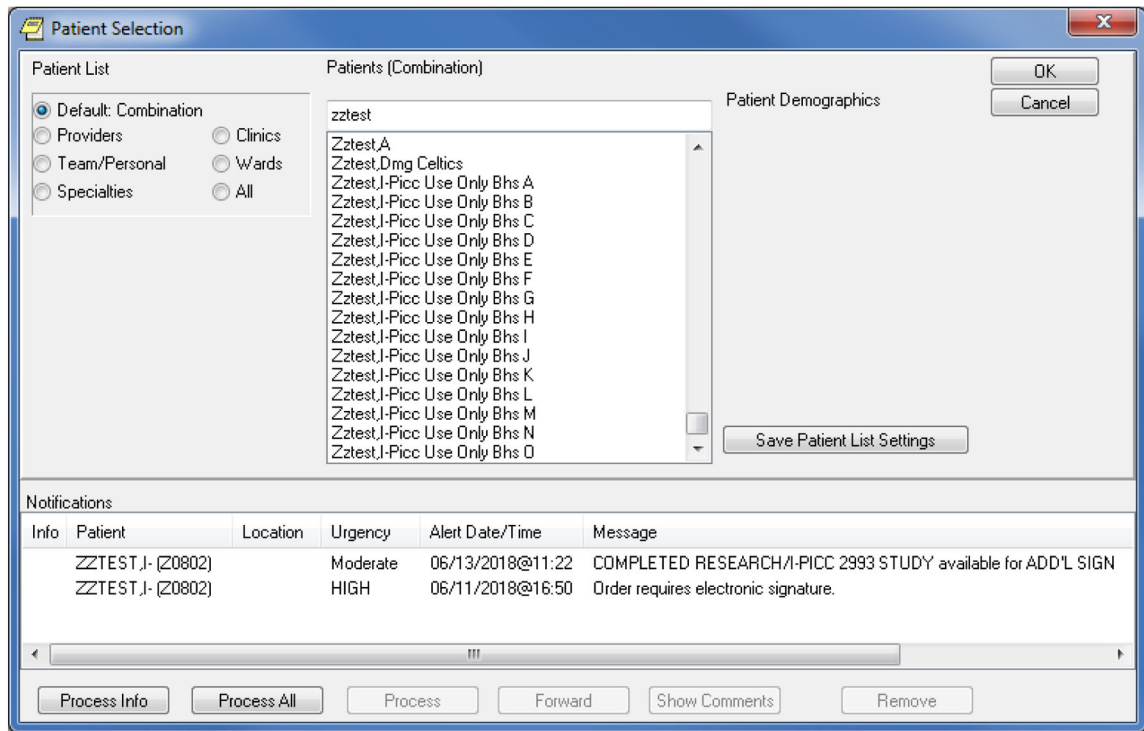 Patient Selection
Patient List
Default: Combination
Providers
Clinics
Team/Personal
Wards
Specialties
All
Patients (Combination)
zztest
Zztest,A
Zztest,Dmg Celtics
Zztest,I-Picc Use Only Bhs A
Zztest,I-Picc Use Only Bhs B
Zztest,I-Picc Use Only Bhs C
Zztest,I-Picc Use Only Bhs D
Zztest,I-Picc Use Only Bhs E
Zztest,I-Picc Use Only Bhs F
Zztest,I-Picc Use Only Bhs G
Zztest,I-Picc Use Only Bhs H
Zztest,I-Picc Use Only Bhs I
Zztest,I-Picc Use Only Bhs J
Zztest,I-Picc Use Only Bhs K
Zztest,I-Picc Use Only Bhs L
Zztest,I-Picc Use Only Bhs M
Zztest,I-Picc Use Only Bhs N
Zztest,I-Picc Use Only Bhs O
Patient Demographics
OK
Cancel
Save Patient List Settings
Notifications
Info Patient Location Urgency Alert Date/Time Message
ZZTEST,I- (Z0802) Moderate 06/13/2018@11:22 COMPLETED RESEARCH/I-PICC 2993 STUDY available for ADD'L SIGN
ZZTEST,I- (Z0802) HIGH 06/11/2018@16:50 Order requires electronic signature.
Process Info Process All Process Forward Show Comments Remove